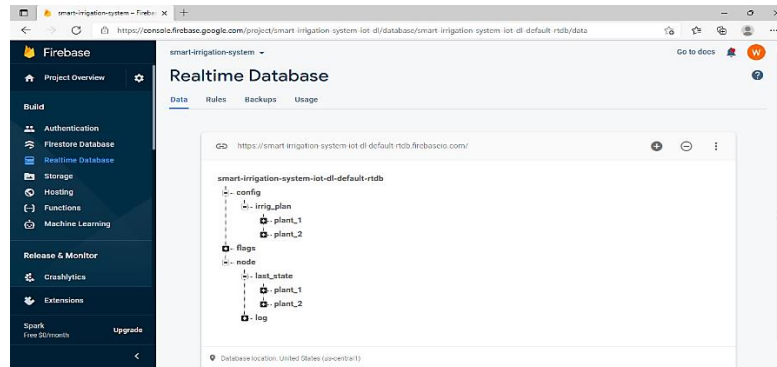 smart-irrigation-system – Fireba
https://console.firebase.google.com/project/smart-irrigation-system-iot-dl/database/smart-irrigation-system-iot-dl-default-rtdb/data
Firebase
smart-irrigation-system
Go to docs
W
Project Overview
Realtime Database
Data Rules Backups Usage
Build
Authentication
Firestore Database
Realtime Database
Storage
Hosting
Functions
Machine Learning
Release & Monitor
Crashlytics
Extensions
Spark
Free $0/month
Upgrade
https://smart-irrigation-system-iot-dl-default-rtdb.firebaseio.com/
smart-irrigation-system-iot-dl-default-rtdb
config
irrig_plan
plant_1
plant_2
flags
node
last_state
plant_1
plant_2
log
Database location: United States (us-central1)